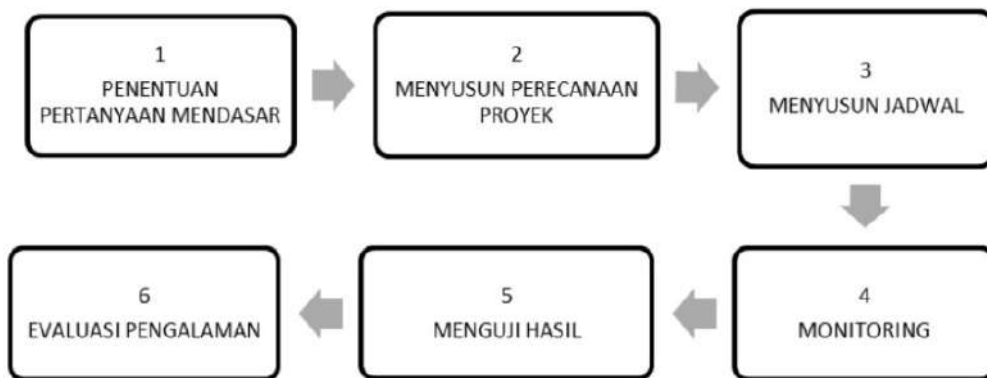 1
PENENTUAN
PERTANYAAN MENDASAR
2
MENYUSUN PERECANAAN
PROYEK
3
MENYUSUN JADWAL
4
MONITORING
5
MENGUJI HASIL
6
EVALUASI PENGALAMAN